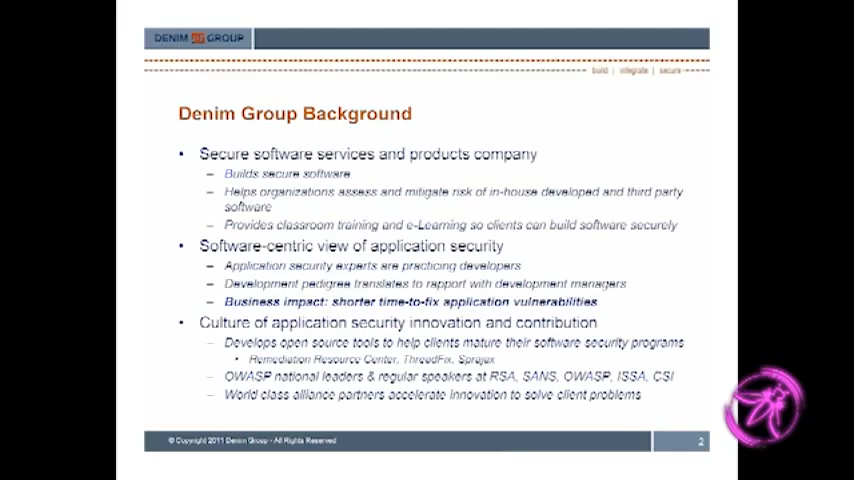 DENIM GROUP
build | integrate | secure
Denim Group Background
• Secure software services and products company
– Builds secure software
– Helps organizations assess and mitigate risk of in-house developed and third party
software
– Provides classroom training and e-Learning so clients can build software securely
• Software-centric view of application security
– Application security experts are practicing developers
– Development pedigree translates to rapport with development managers
– Business impact: shorter time-to-fix application vulnerabilities
• Culture of application security innovation and contribution
– Develops open source tools to help clients mature their software security programs
• Remediation Resource Center, ThreadFix, Sprajax
– OWASP national leaders & regular speakers at RSA, SANS, OWASP, ISSA, CSI
– World class alliance partners accelerate innovation to solve client problems
© Copyright 2011 Denim Group - All Rights Reserved
2